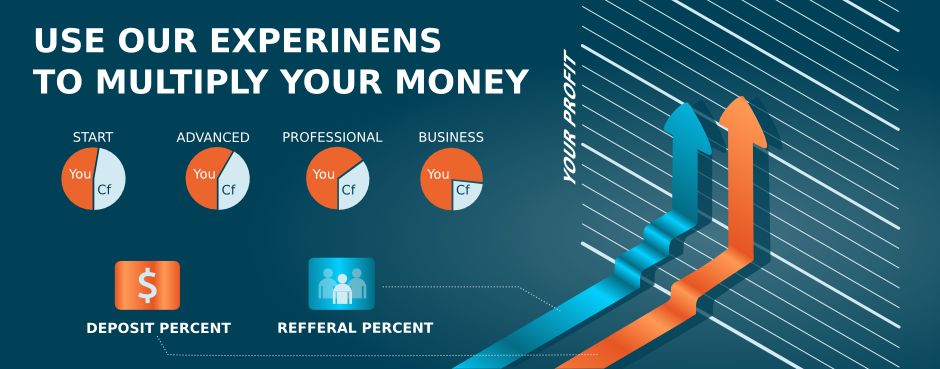 USE OUR EXPERINENS
TO MULTIPLY YOUR MONEY
YOUR PROFIT
START
ADVANCED
PROFESSIONAL
BUSINESS
You
Cf
You
Cf
You
Cf
You
Cf
$
DEPOSIT PERCENT
REFFERAL PERCENT